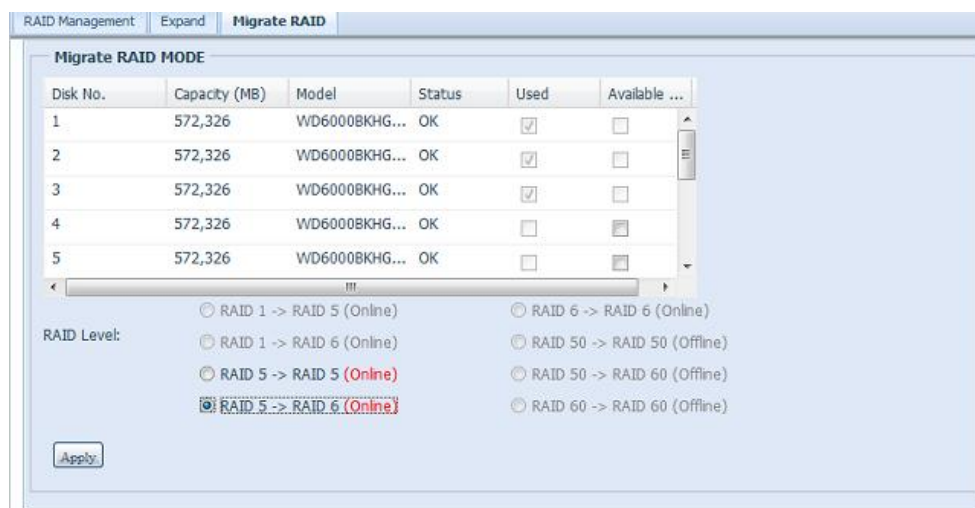 RAID Management Expand Migrate RAID
Migrate RAID MODE
Disk No. Capacity (MB) Model Status Used Available ...
1 572,326 WD6000BKHG... OK
2 572,326 WD6000BKHG... OK
3 572,326 WD6000BKHG... OK
4 572,326 WD6000BKHG... OK
5 572,326 WD6000BKHG... OK
RAID Level:
RAID 1 -> RAID 5 (Online) RAID 6 -> RAID 6 (Online)
RAID 1 -> RAID 6 (Online) RAID 50 -> RAID 50 (Offline)
RAID 5 -> RAID 5 (Online) RAID 50 -> RAID 60 (Offline)
RAID 5 -> RAID 6 (Online) RAID 60 -> RAID 60 (Offline)
Apply